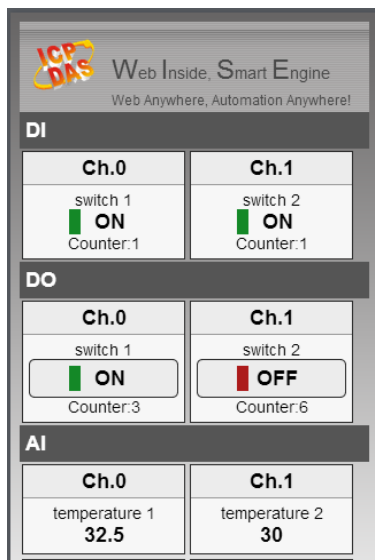 ICP DAS
Web Inside, Smart Engine
Web Anywhere, Automation Anywhere!
DI
Ch.0 Ch.1
switch 1 switch 2
ON ON
Counter:1 Counter:1
DO
Ch.0 Ch.1
switch 1 switch 2
ON OFF
Counter:3 Counter:6
AI
Ch.0 Ch.1
temperature 1 temperature 2
32.5 30